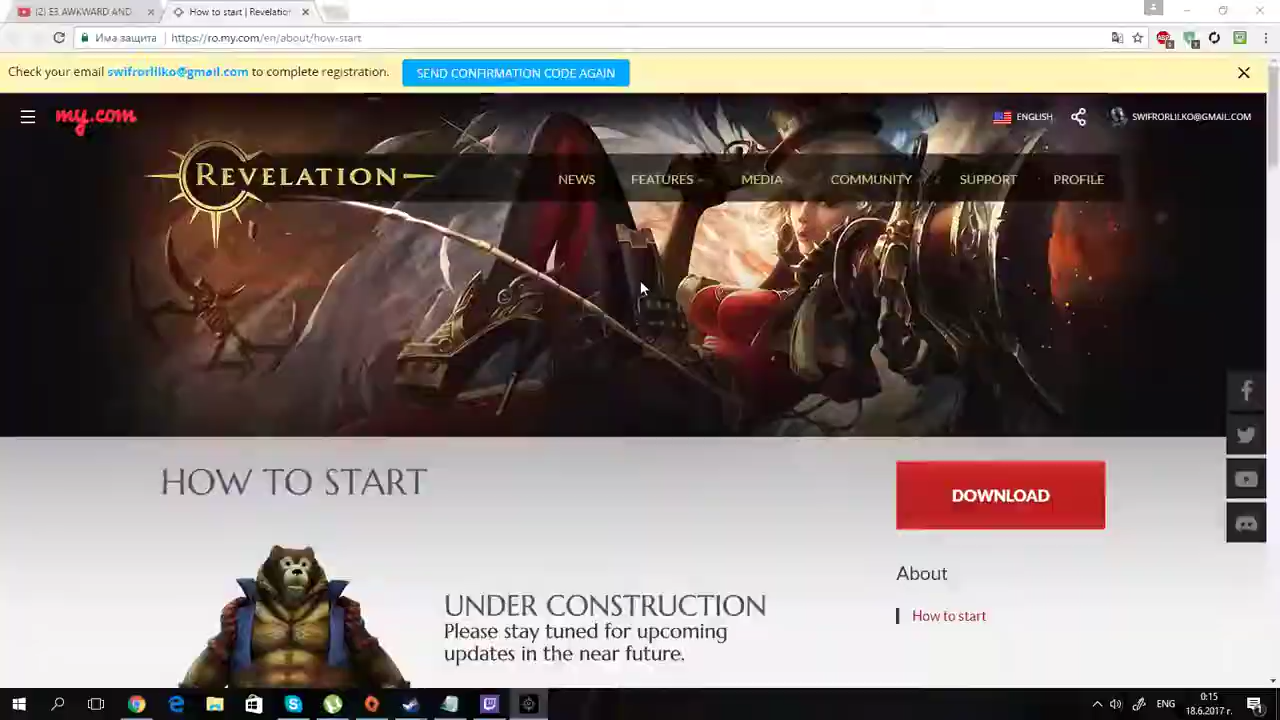 (2) E3 AWKWARD AND
How to start | Revelation
Има защита
https://ro.my.com/en/about/how-start
Check your email swifrorlilko@gmail.com to complete registration.
SEND CONFIRMATION CODE AGAIN
my.com
ENGLISH
SWIFRORLILKO@GMAIL.COM
REVELATION
NEWS
FEATURES
MEDIA
COMMUNITY
SUPPORT
PROFILE
HOW TO START
DOWNLOAD
About
How to start
UNDER CONSTRUCTION
Please stay tuned for upcoming
updates in the near future.
ENG
0:15
18.6.2017 г.